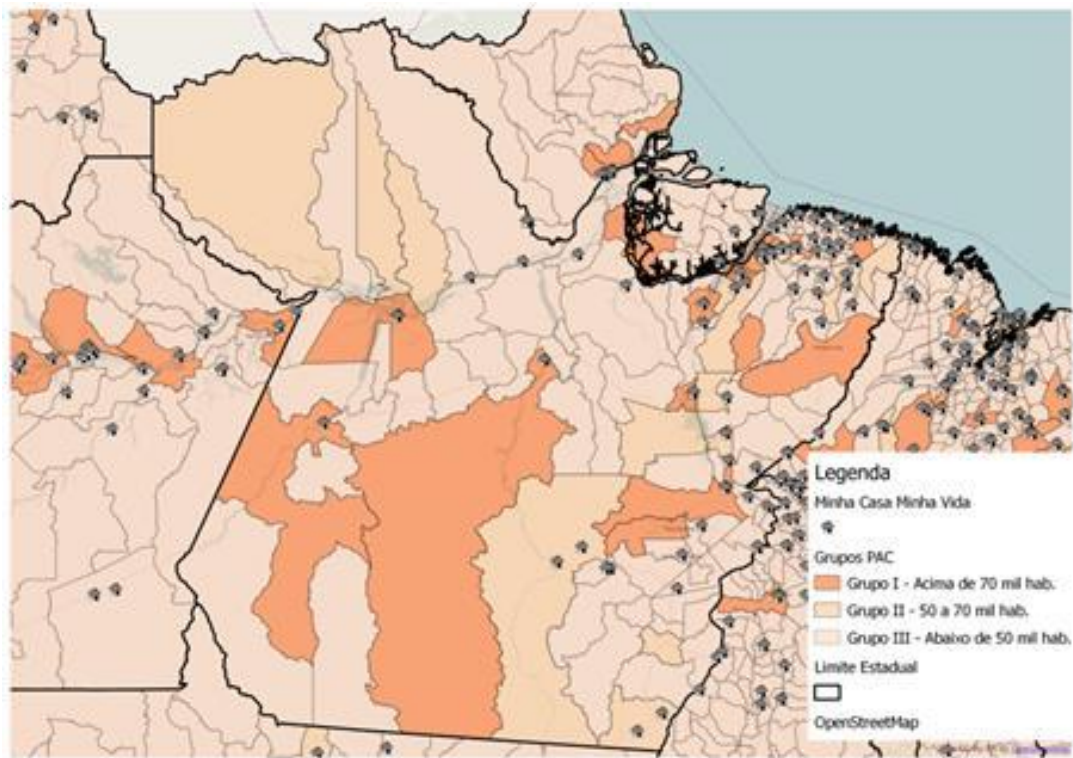 Legenda
Minha Casa Minha Vida
Grupos PAC
Grupo I - Acima de 70 mil hab.
Grupo II - 50 a 70 mil hab.
Grupo III - Abaixo de 50 mil hab.
Limite Estadual
OpenStreetMap